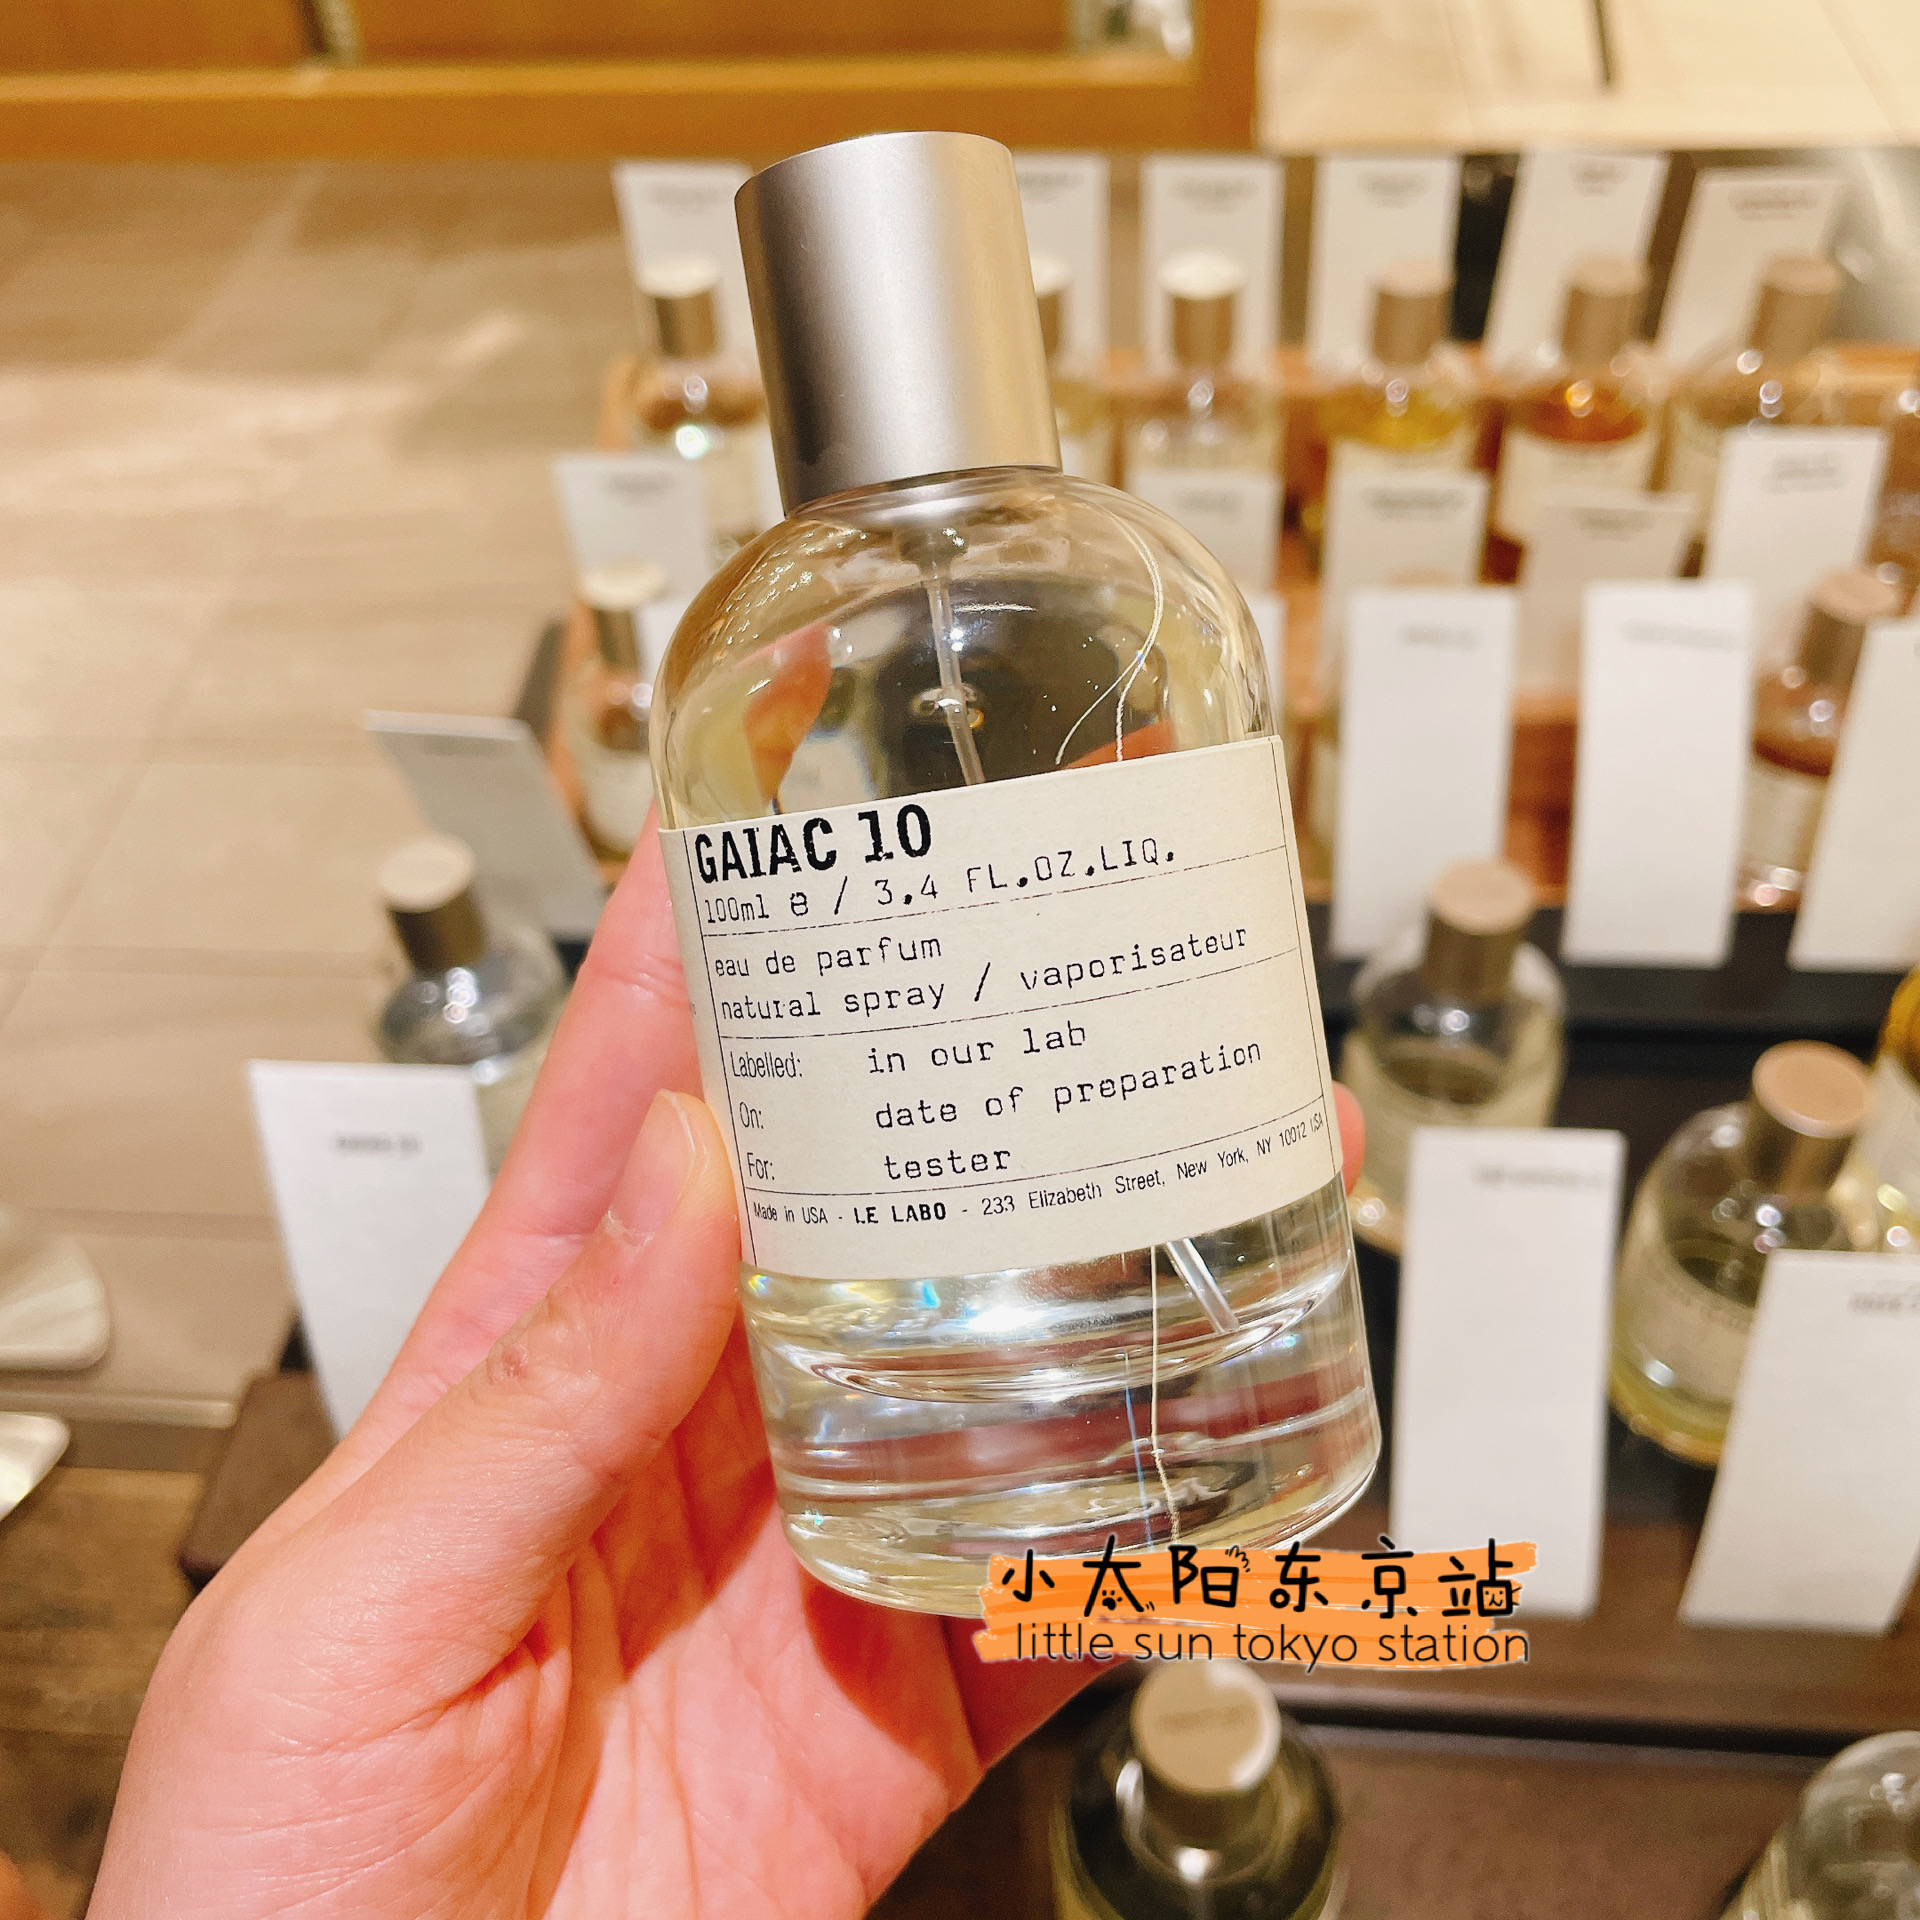 GAIAC 10
100ml e / 3.4 FL.OZ.LIQ.
eau de parfum
natural spray / vaporisateur
Labelled: in our lab
On: date of preparation
For: tester
Made in USA - LE LABO - 233 Elizabeth Street, New York, NY 10012 USA
小太阳东京站
little sun tokyo station